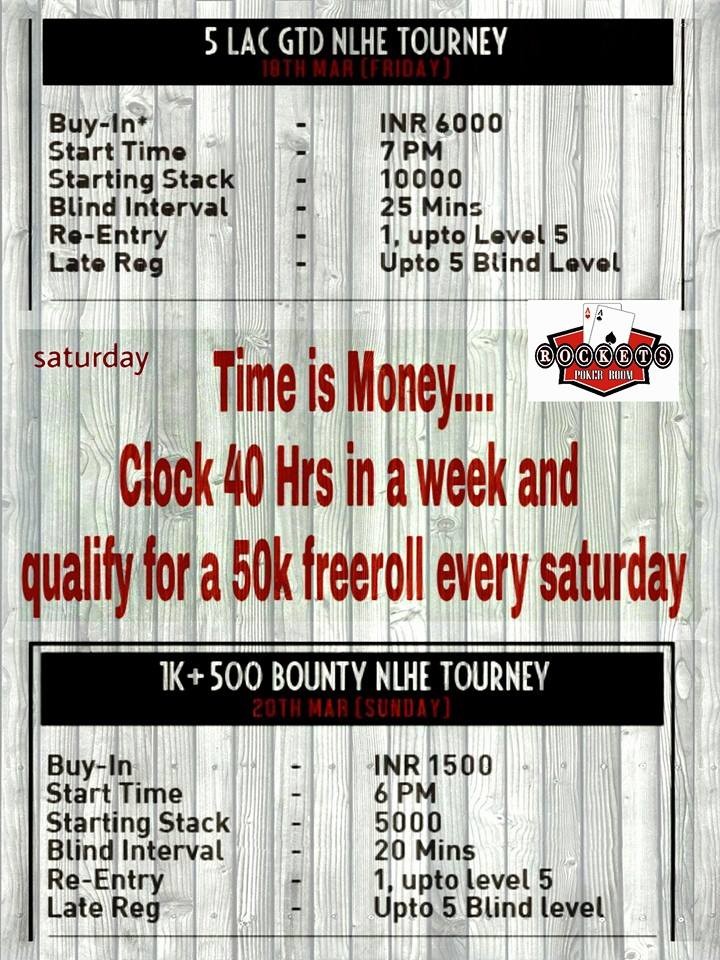 5 LAC GTD NLHE TOURNEY
18TH MAR (FRIDAY)
Buy-In* - INR 6000
Start Time - 7 PM
Starting Stack - 10000
Blind Interval - 25 Mins
Re-Entry - 1, upto Level 5
Late Reg - Upto 5 Blind Level
A A
ROCKETS
POKER ROOM
saturday
Time is Money....
Clock 40 Hrs in a week and
qualify for a 50k freeroll every saturday
1K+500 BOUNTY NLHE TOURNEY
20TH MAR (SUNDAY)
Buy-In - INR 1500
Start Time - 6 PM
Starting Stack - 5000
Blind Interval - 20 Mins
Re-Entry - 1, upto level 5
Late Reg - Upto 5 Blind level